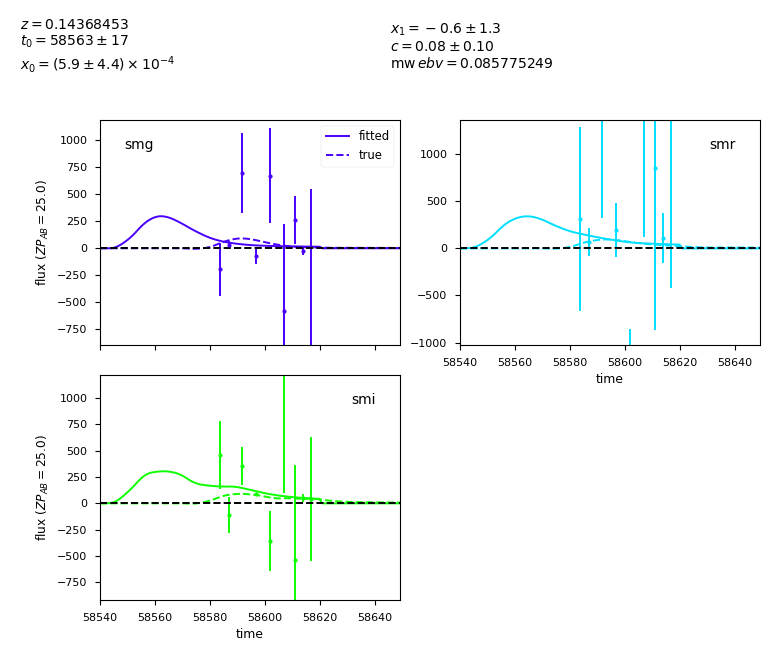 z = 0.14368453
t₀ = 58563 ± 17
x₀ = (5.9 ± 4.4) × 10⁻⁴
x₁ = −0.6 ± 1.3
c = 0.08 ± 0.10
mw ebv = 0.085775249
smg
fitted
true
1000
750
500
250
0
−250
−500
−750
flux (ZP_AB = 25.0)
smr
1000
500
0
−500
−1000
58540 58560 58580 58600 58620 58640
time
smi
1000
750
500
250
0
−250
−500
−750
flux (ZP_AB = 25.0)
58540 58560 58580 58600 58620 58640
time